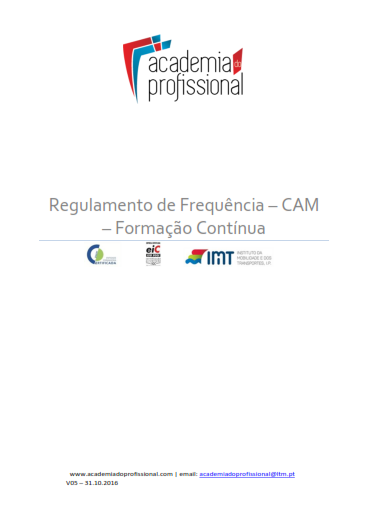 academia do
profissional
Regulamento de Frequência – CAM
– Formação Contínua
CERTIFICADA
eiC
IMT
INSTITUTO DA
MOBILIDADE E DOS
TRANSPORTES, I.P.
www.academiadoprofissional.com | email: academiadoprofissional@ltm.pt
V05 – 31.10.2016